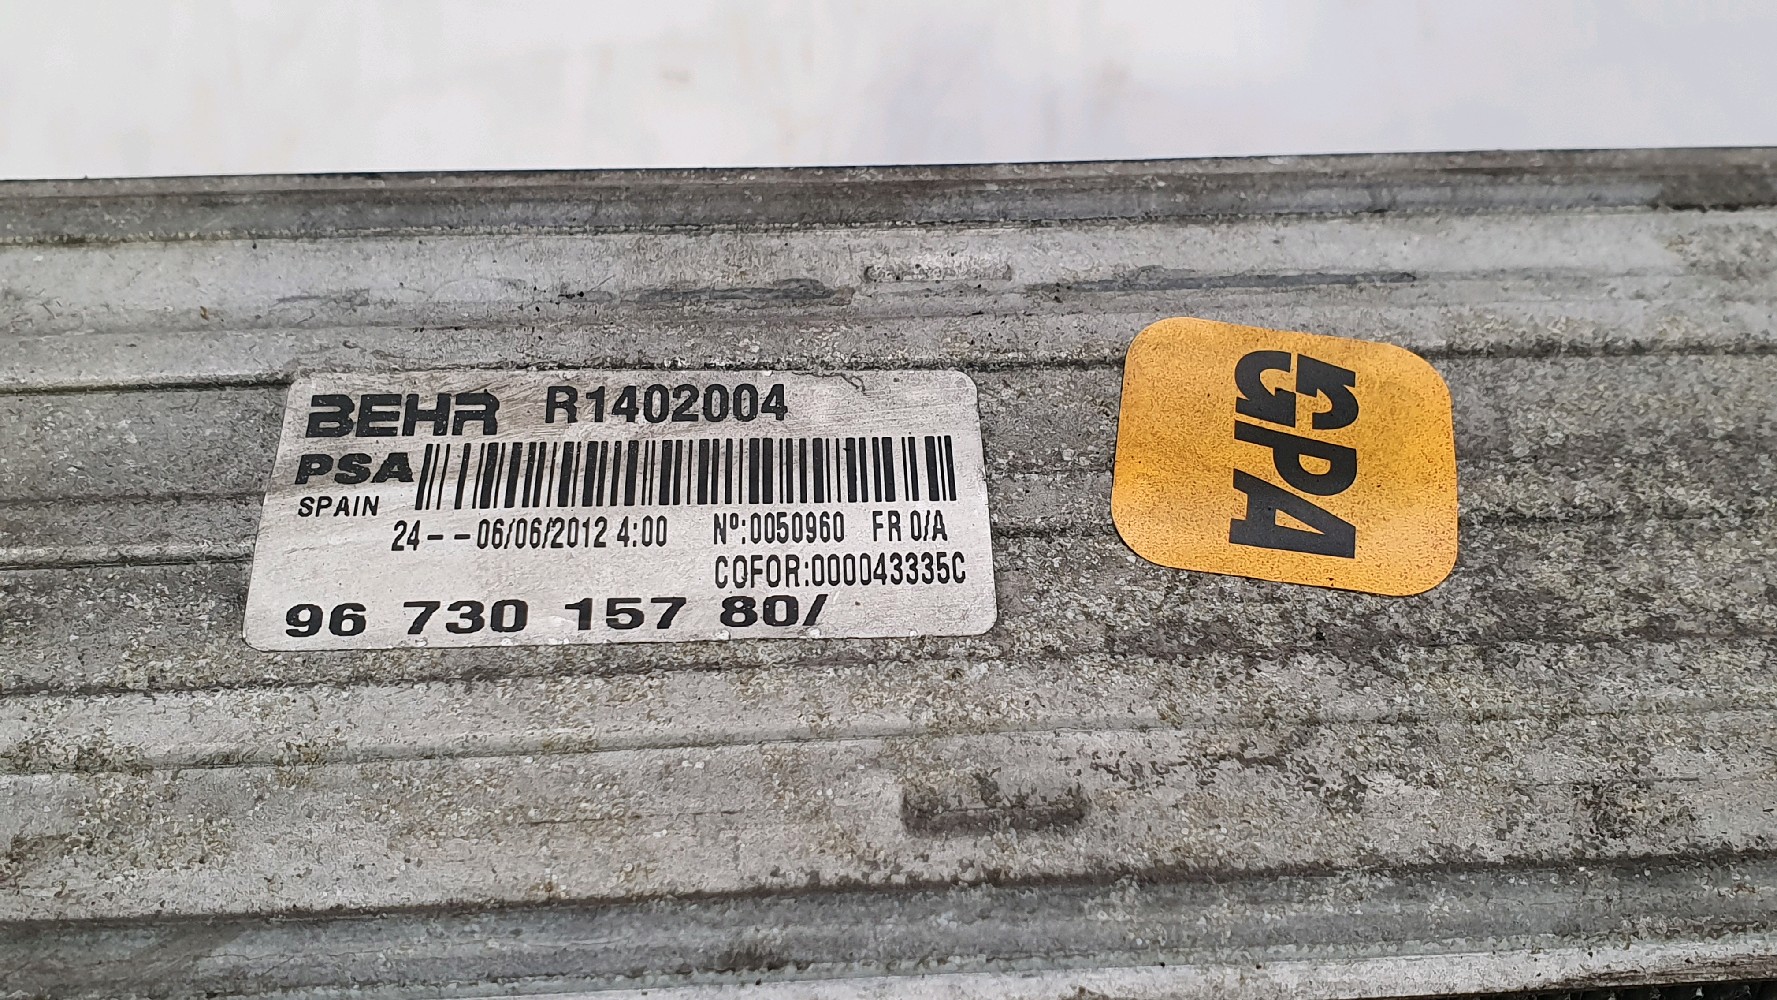 BEHR R1402004
PSA
SPAIN
24--06/06/2012 4:00 Nº:0050960 FR 0/A
COFOR:000043335C
96 730 157 80/
GPA